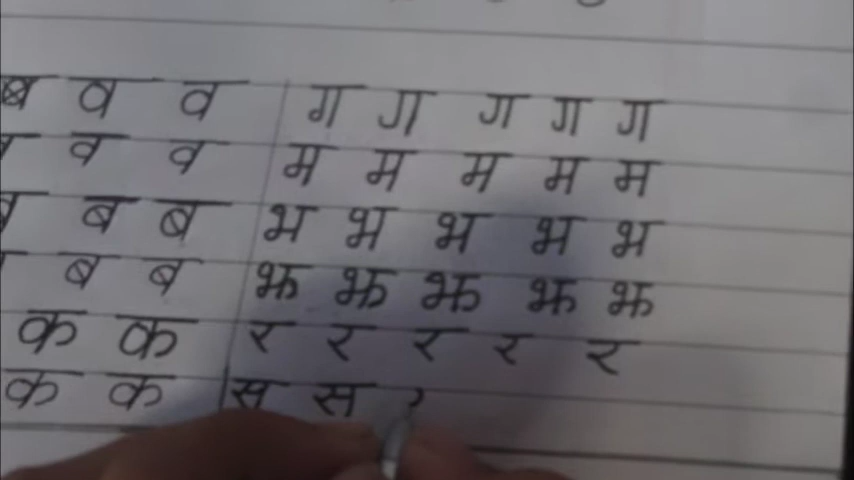 व व ग ग ग ग ग
व व म म म म म
ब ब भ भ भ भ भ
ब ब झ झ झ झ झ
क क र र र र र
क क स स